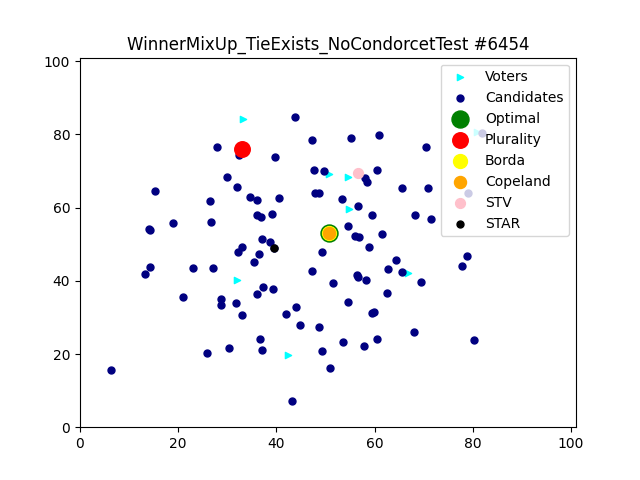 WinnerMixUp_TieExists_NoCondorcetTest #6454
100
80
60
40
20
0
0 20 40 60 80 100
Voters
Candidates
Optimal
Plurality
Borda
Copeland
STV
STAR